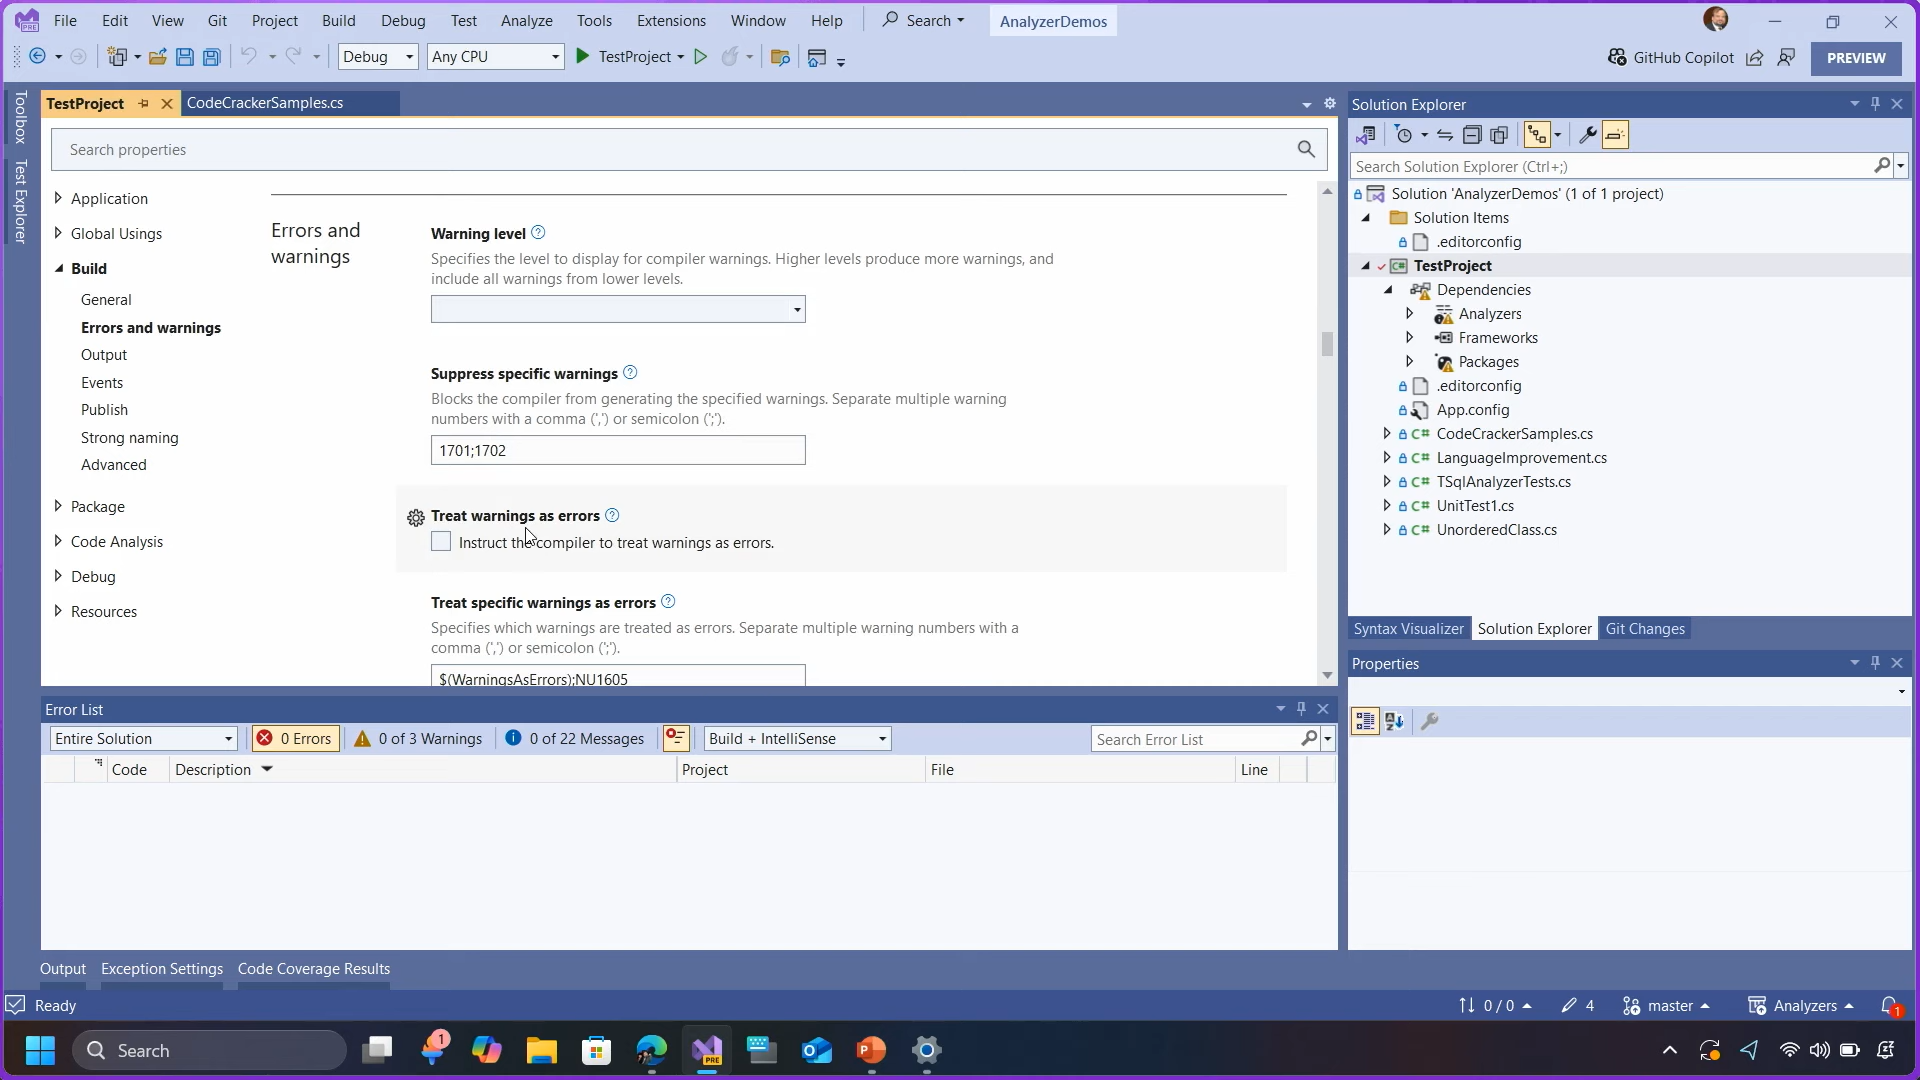 File Edit View Git Project Build Debug Test Analyze Tools Extensions Window Help Search AnalyzerDemos
Debug Any CPU TestProject GitHub Copilot PREVIEW
Toolbox
Test Explorer
TestProject CodeCrackerSamples.cs
Search properties
Application
Global Usings
Build
General
Errors and warnings
Output
Events
Publish
Strong naming
Advanced
Package
Code Analysis
Debug
Resources
Errors and
warnings
Warning level
Specifies the level to display for compiler warnings. Higher levels produce more warnings, and
include all warnings from lower levels.
Suppress specific warnings
Blocks the compiler from generating the specified warnings. Separate multiple warning
numbers with a comma (',') or semicolon (';').
1701;1702
Treat warnings as errors
Instruct the compiler to treat warnings as errors.
Treat specific warnings as errors
Specifies which warnings are treated as errors. Separate multiple warning numbers with a
comma (',') or semicolon (';').
$(WarningsAsErrors);NU1605
Solution Explorer
Search Solution Explorer (Ctrl+;)
Solution 'AnalyzerDemos' (1 of 1 project)
Solution Items
.editorconfig
C# TestProject
Dependencies
Analyzers
Frameworks
Packages
.editorconfig
App.config
C# CodeCrackerSamples.cs
C# LanguageImprovement.cs
C# TSqlAnalyzerTests.cs
C# UnitTest1.cs
C# UnorderedClass.cs
Syntax Visualizer Solution Explorer Git Changes
Properties
Error List
Entire Solution 0 Errors 0 of 3 Warnings 0 of 22 Messages Build + IntelliSense Search Error List
Code Description Project File Line
Output Exception Settings Code Coverage Results
Ready 0 / 0 4 master Analyzers 1
Search 1 PRE